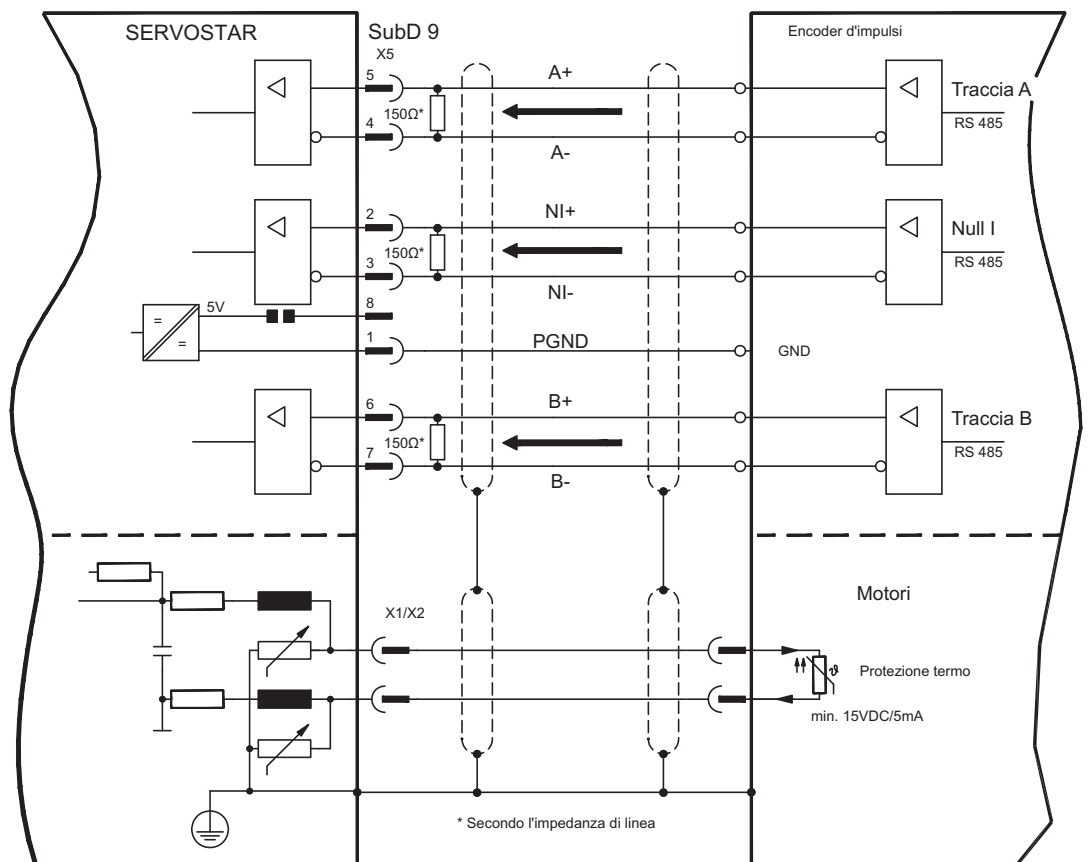 SERVOSTAR
SubD 9
Encoder d'impulsi
X5
5
A+
Traccia A
150Ω*
RS 485
4
A-
2
NI+
Null I
150Ω*
RS 485
3
NI-
5V
8
=
=
1
PGND
GND
6
B+
Traccia B
150Ω*
RS 485
7
B-
Motori
X1/X2
ϑ
Protezione termo
min. 15VDC/5mA
* Secondo l'impedanza di linea